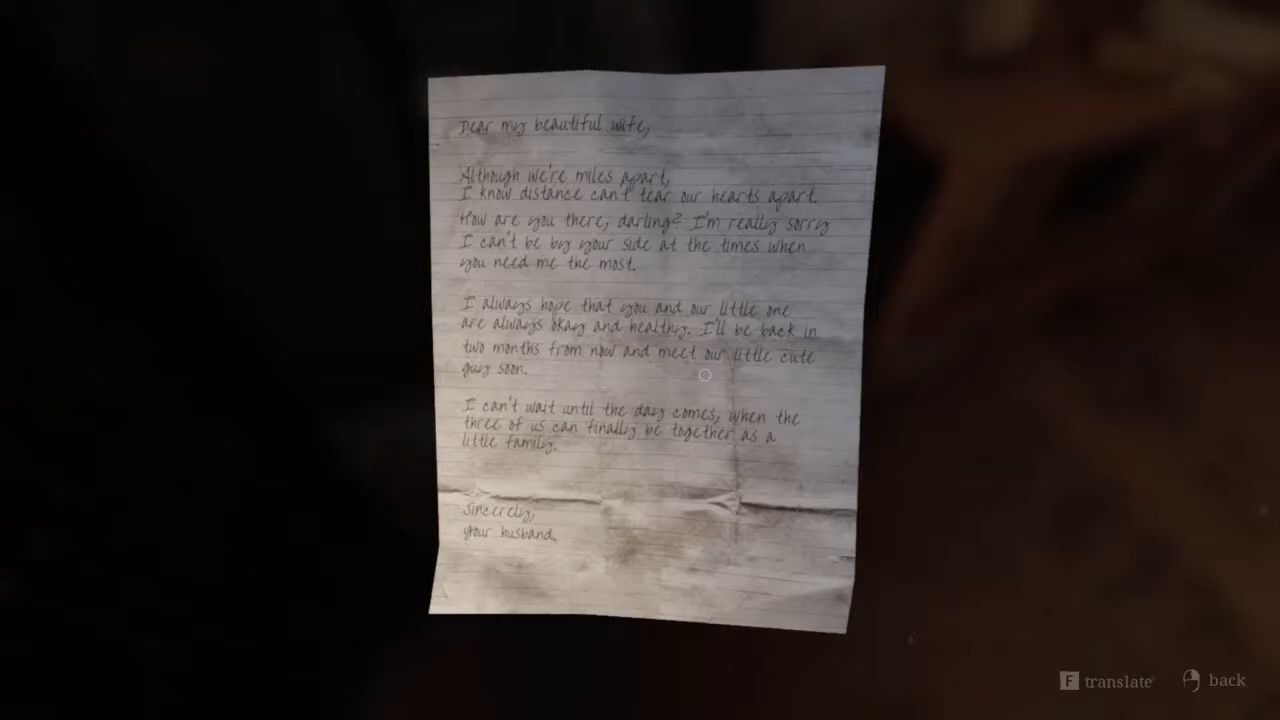 Dear my beautiful wife,
Although we're miles apart,
I know distance can't tear our hearts apart.
How are you there, darling? I'm really sorry
I can't be by your side at the times when
you need me the most.
I always hope that you and our little one
are always okay and healthy. I'll be back in
two months from now and meet our little cute
guy soon.
I can't wait until the day comes, when the
three of us can finally be together as a
little family.
Sincerely,
your husband.
F translate
back